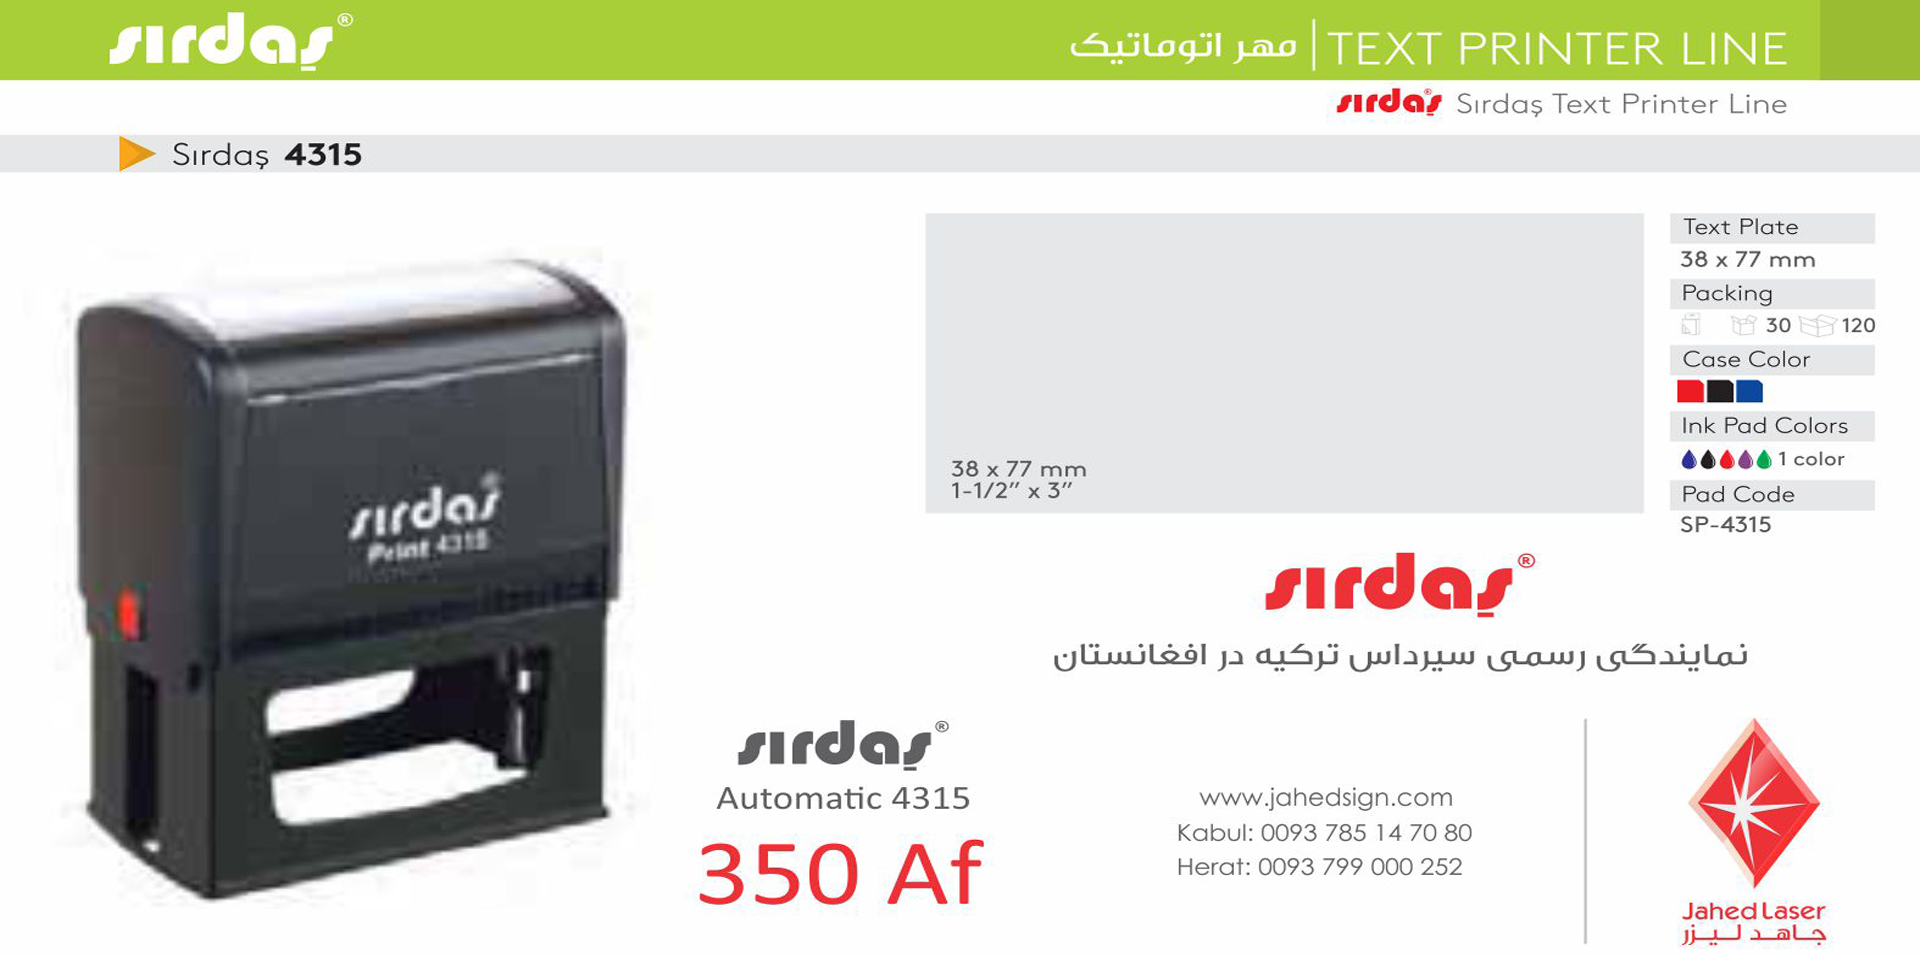 sırdaş®
مهر اتوماتیک | TEXT PRINTER LINE
sırdaş® Sırdaş Text Printer Line
Sırdaş 4315
Text Plate
38 x 77 mm
Packing
30 120
Case Color
Ink Pad Colors
1 color
Pad Code
SP-4315
38 x 77 mm
1-1/2” x 3”
sırdaş®
Print 4315
sırdaş®
نمایندگی رسمی سیرداس ترکیه در افغانستان
sırdaş®
Automatic 4315
350 Af
www.jahedsign.com
Kabul: 0093 785 14 70 80
Herat: 0093 799 000 252
Jahed Laser
جاهد لیزر